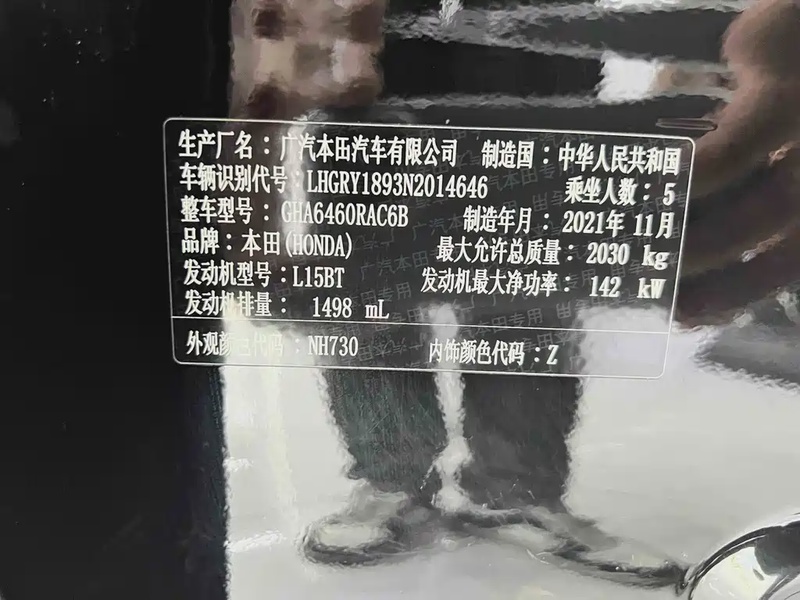 生产厂名：广汽本田汽车有限公司 制造国：中华人民共和国
车辆识别代号：LHGRY1893N2014646 乘坐人数：5
整车型号：GHA6460RAC6B 制造年月：2021年11月
品牌：本田(HONDA) 最大允许总质量：2030 kg
发动机型号：L15BT 发动机最大净功率：142 kW
发动机排量：1498 mL
外观颜色代码：NH730 内饰颜色代码：Z